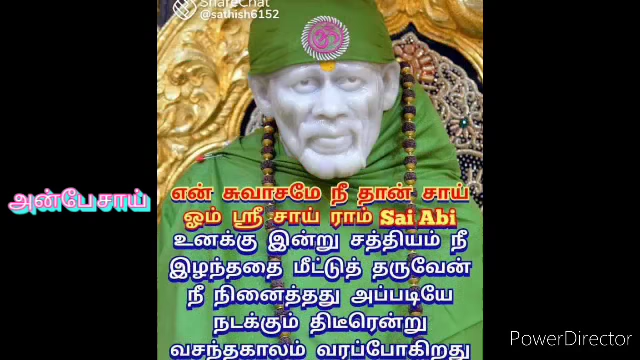 ShareChat
@sathish6152
அன்பேசாய்
என் சுவாசமே நீ தான் சாய்
ஓம் ஸ்ரீ சாய் ராம் Sai Abi
உனக்கு இன்று சத்தியம் நீ
இழந்ததை மீட்டுத் தருவேன்
நீ நினைத்தது அப்படியே
நடக்கும் திடீரென்று
வசந்தகாலம் வரப்போகிறது
PowerDirector